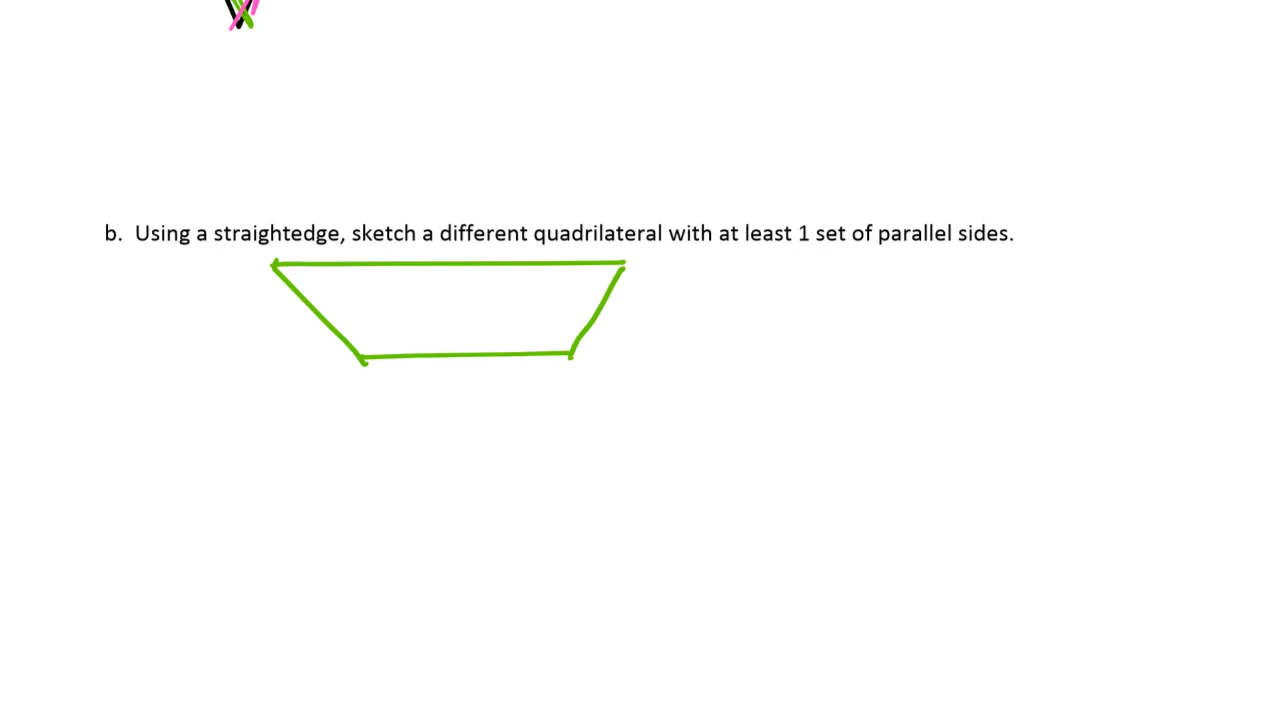 b. Using a straightedge, sketch a different quadrilateral with at least 1 set of parallel sides.